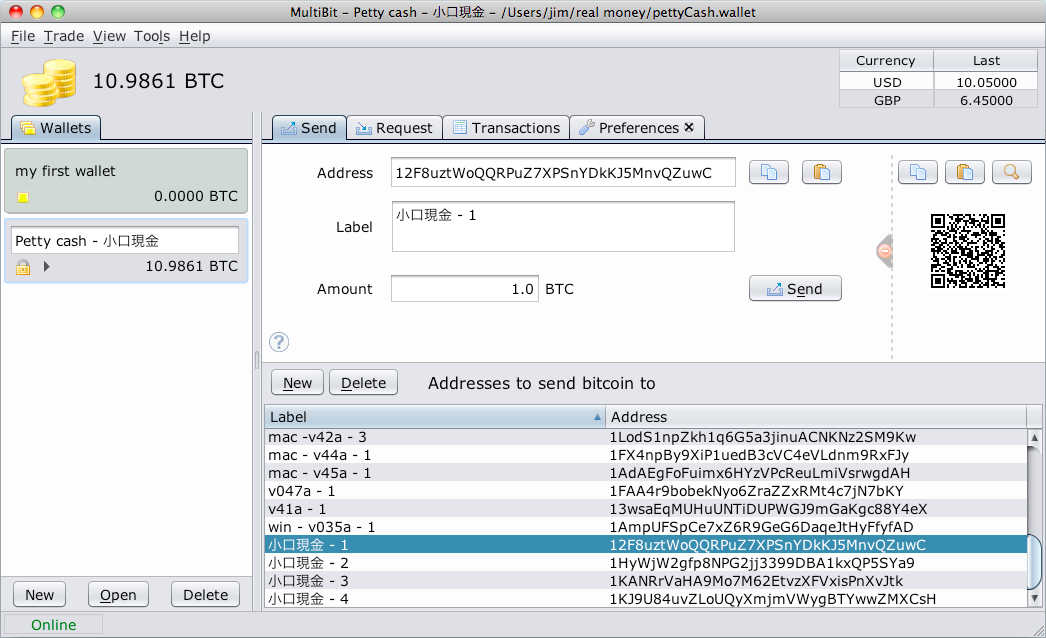 MultiBit - Petty cash - 小口現金 - /Users/jim/real money/pettyCash.wallet
File Trade View Tools Help
10.9861 BTC
Currency Last
USD 10.05000
GBP 6.45000
Wallets
my first wallet
0.0000 BTC
Petty cash - 小口現金
10.9861 BTC
New Open Delete
Online
Send Request Transactions Preferences ×
Address 12F8uztWoQQRPuZ7XPSnYDkKJ5MnvQZuwC
Label 小口現金 - 1
Amount 1.0 BTC Send
?
New Delete Addresses to send bitcoin to
Label Address
mac -v42a - 3 1LodS1npZkh1q6G5a3jinuACNKNz2SM9Kw
mac - v44a - 1 1FX4npBy9XiP1uedB3cVC4eVLdnm9RxFJy
mac - v45a - 1 1AdAEgFoFuimx6HYzVPcReuLmiVsrwgdAH
v047a - 1 1FAA4r9bobekNyo6ZraZZxRMt4c7jN7bKY
v41a - 1 13wsaEqMUHuUNTiDUPWGJ9mGaKgc88Y4eX
win - v035a - 1 1AmpUFSpCe7xZ6R9GeG6DaqeJtHyFfyfAD
小口現金 - 1 12F8uztWoQQRPuZ7XPSnYDkKJ5MnvQZuwC
小口現金 - 2 1HyWjW2gfp8NPG2jj3399DBA1kxQP5SYa9
小口現金 - 3 1KANRrVaHA9Mo7M62EtvzXFVxisPnXvJtk
小口現金 - 4 1KJ9U84uvZLoUQyXmjmVWygBTYwwZMXCsH